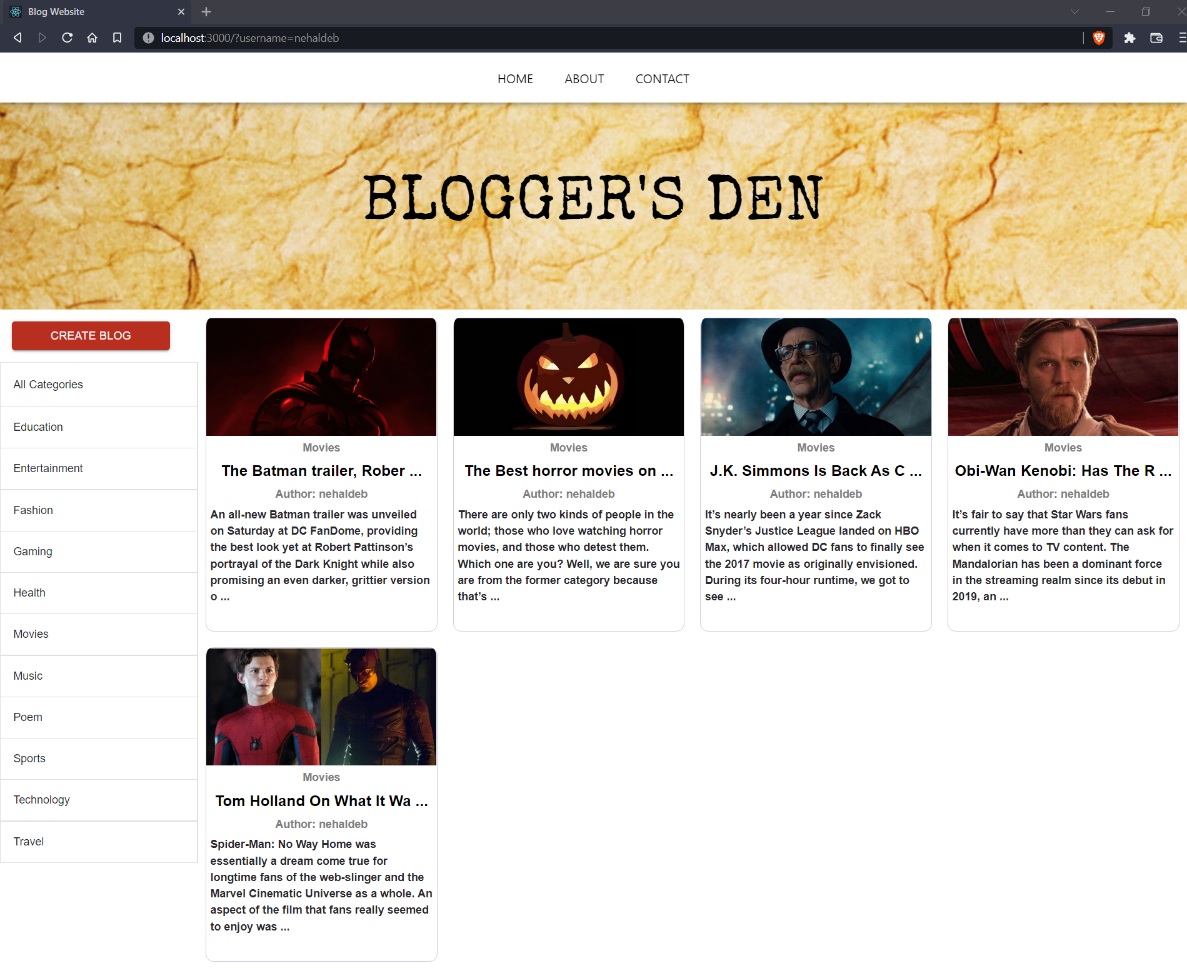 Blog Website
localhost:3000/?username=nehaldeb
HOME ABOUT CONTACT
BLOGGER'S DEN
CREATE BLOG
All Categories
Education
Entertainment
Fashion
Gaming
Health
Movies
Music
Poem
Sports
Technology
Travel
Movies
The Batman trailer, Rober ...
Author: nehaldeb
An all-new Batman trailer was unveiled
on Saturday at DC FanDome, providing
the best look yet at Robert Pattinson’s
portrayal of the Dark Knight while also
promising an even darker, grittier version
o ...
Movies
The Best horror movies on ...
Author: nehaldeb
There are only two kinds of people in the
world; those who love watching horror
movies, and those who detest them.
Which one are you? Well, we are sure you
are from the former category because
that’s ...
Movies
J.K. Simmons Is Back As C ...
Author: nehaldeb
It’s nearly been a year since Zack
Snyder’s Justice League landed on HBO
Max, which allowed DC fans to finally see
the 2017 movie as originally envisioned.
During its four-hour runtime, we got to
see ...
Movies
Obi-Wan Kenobi: Has The R ...
Author: nehaldeb
It’s fair to say that Star Wars fans
currently have more than they can ask for
when it comes to TV content. The
Mandalorian has been a dominant force
in the streaming realm since its debut in
2019, an ...
Movies
Tom Holland On What It Wa ...
Author: nehaldeb
Spider-Man: No Way Home was
essentially a dream come true for
longtime fans of the web-slinger and the
Marvel Cinematic Universe as a whole. An
aspect of the film that fans really seemed
to enjoy was ...